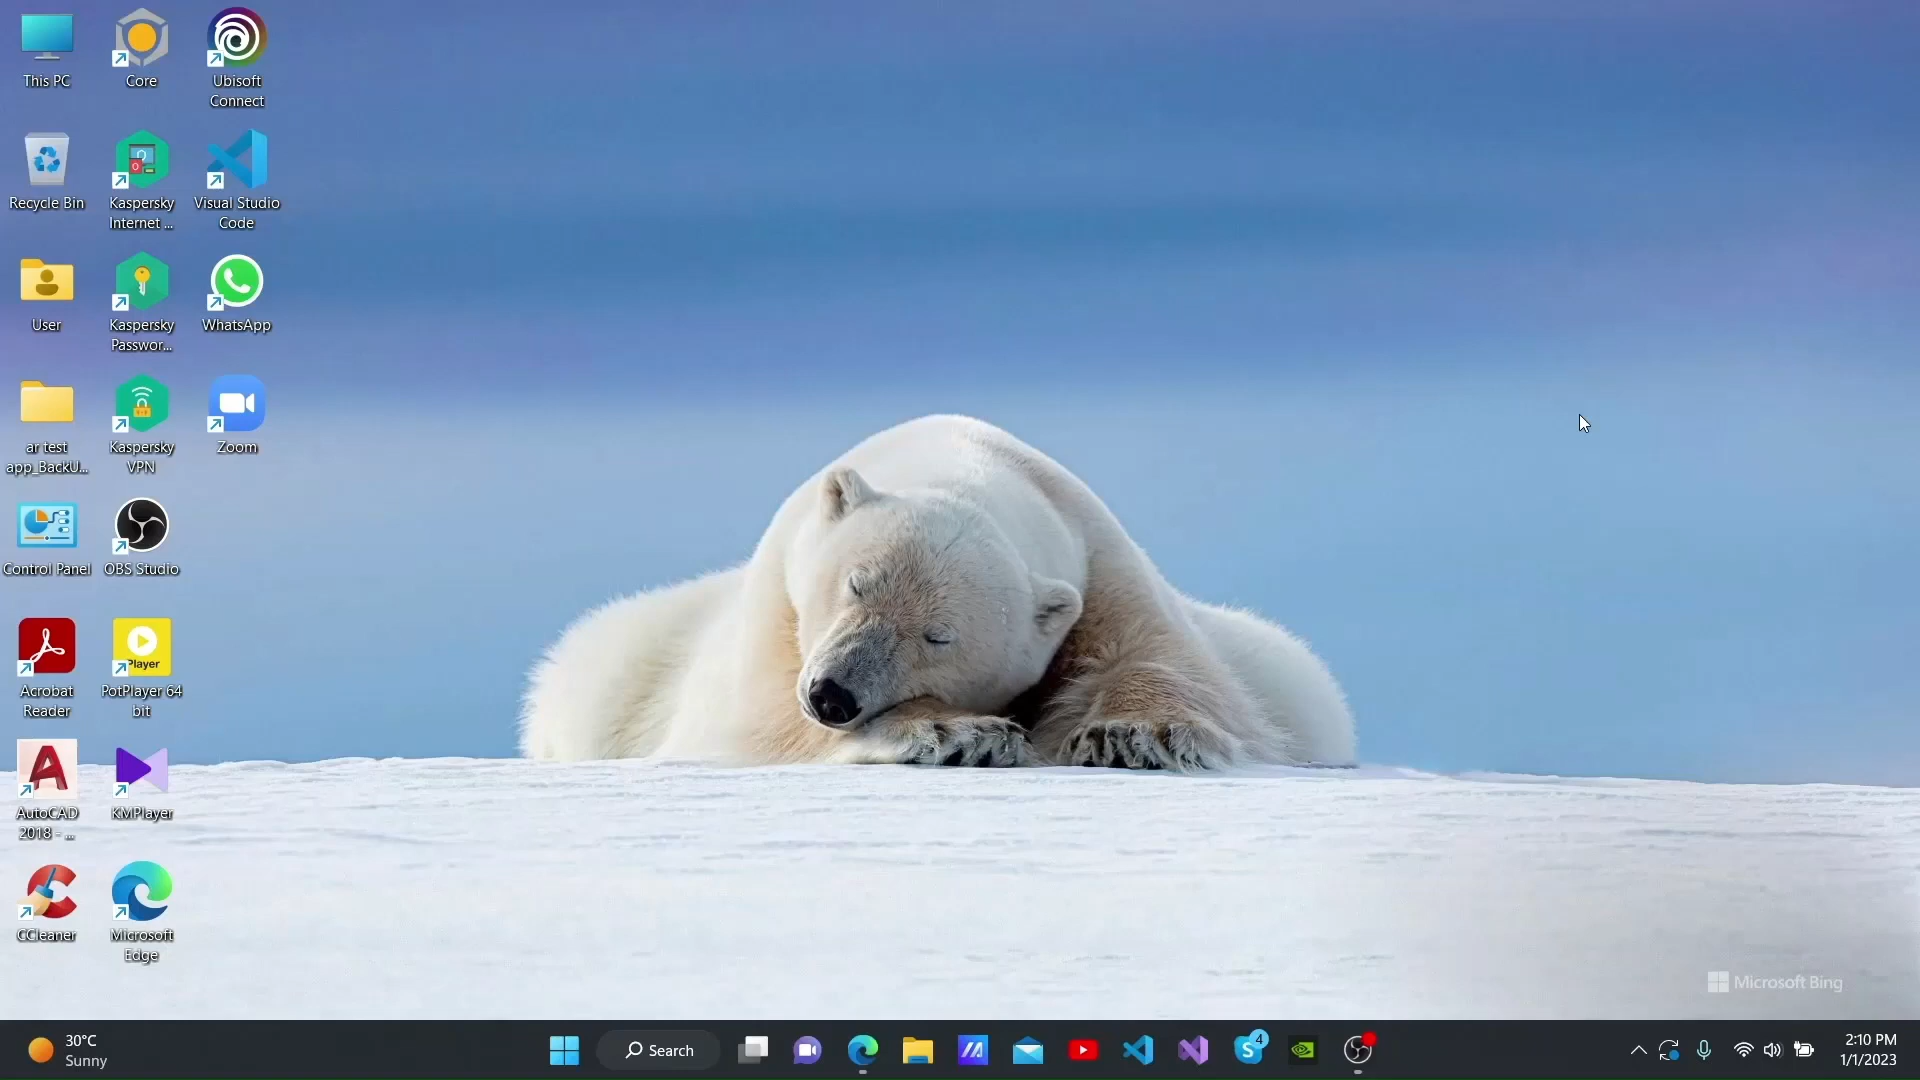 This PC
Core
Ubisoft
Connect
Recycle Bin
Kaspersky
Internet ...
Visual Studio
Code
User
Kaspersky
Passwor...
WhatsApp
ar test
app_BackU...
Kaspersky
VPN
Zoom
Control Panel
OBS Studio
Acrobat
Reader
Player
PotPlayer 64
bit
AutoCAD
2018 - ...
KMPlayer
CCleaner
Microsoft
Edge
Microsoft Bing
30°C
Sunny
Search
4
2:10 PM
1/1/2023